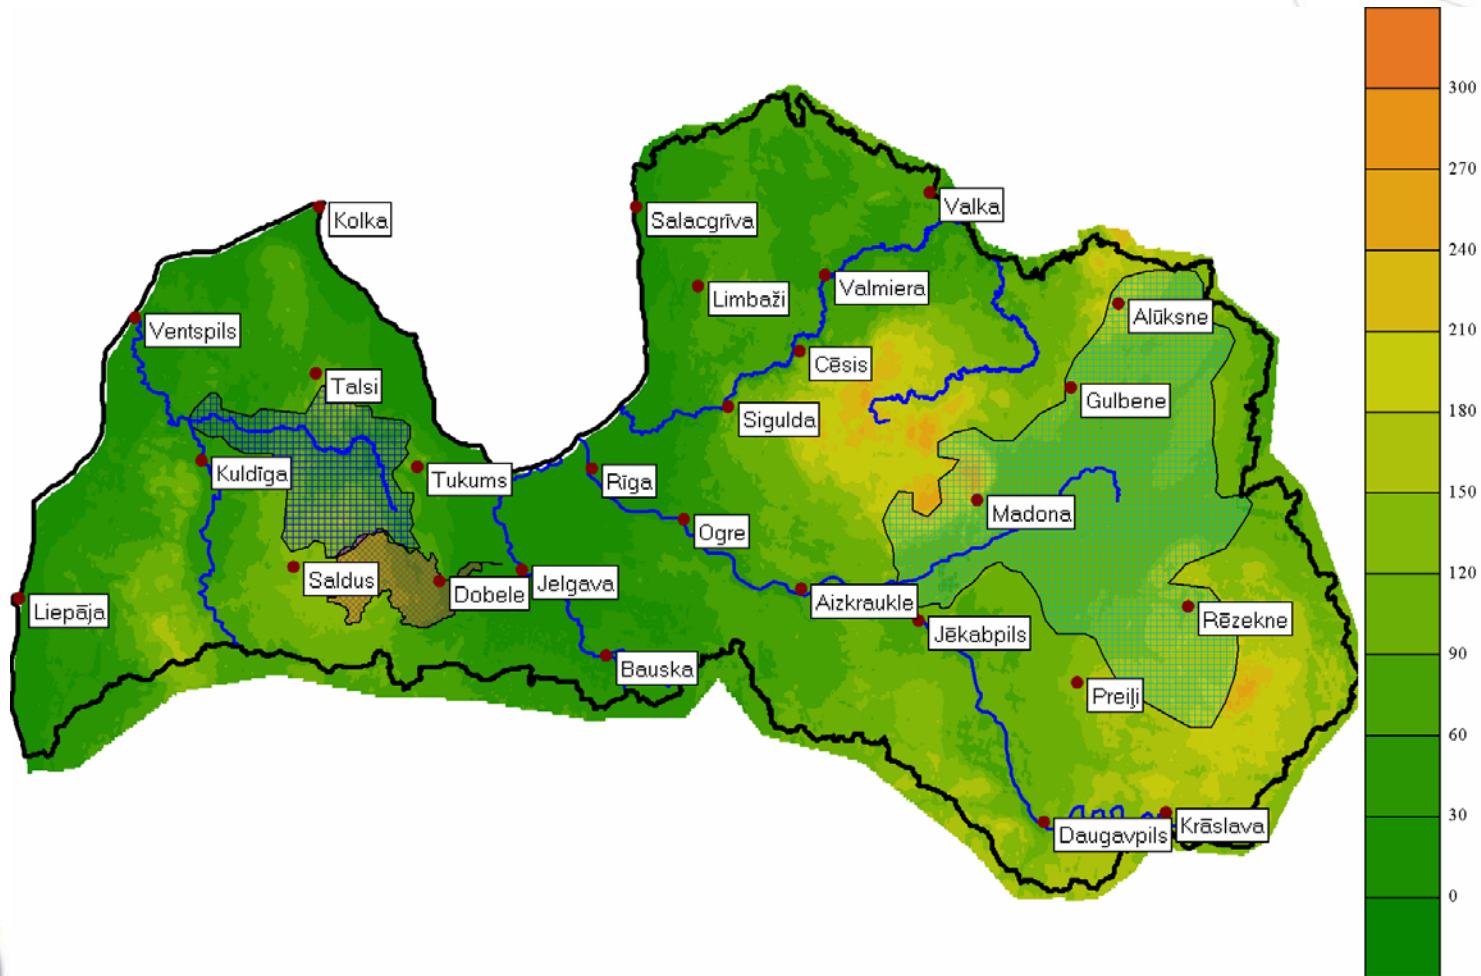 300
270
240
210
180
150
120
90
60
30
0
Valka
Kolka
Salacgrīva
Valmiera
Limbaži
Alūksne
Ventspils
Cēsis
Talsi
Gulbene
Sigulda
Kuldīga
Tukums
Rīga
Madona
Ogre
Saldus
Jelgava
Dobele
Aizkraukle
Liepāja
Rēzekne
Jēkabpils
Bauska
Preiļi
Krāslava
Daugavpils